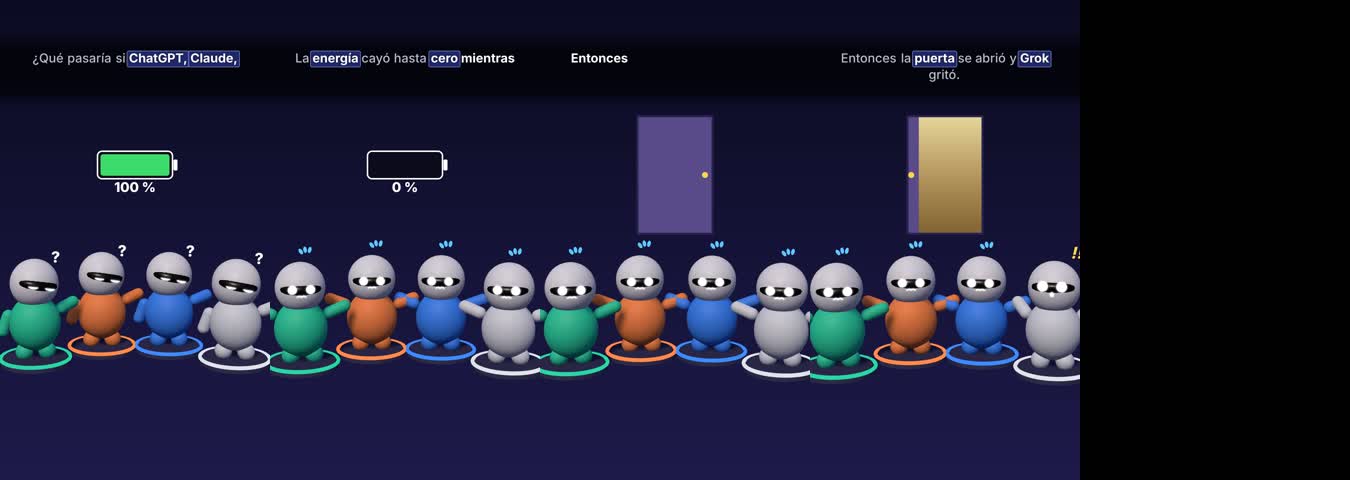 ¿Qué pasaría si ChatGPT, Claude,
La energía cayó hasta cero mientras
Entonces
Entonces la puerta se abrió y Grok
gritó.
100 %
0 %
? ? ? ?
!!